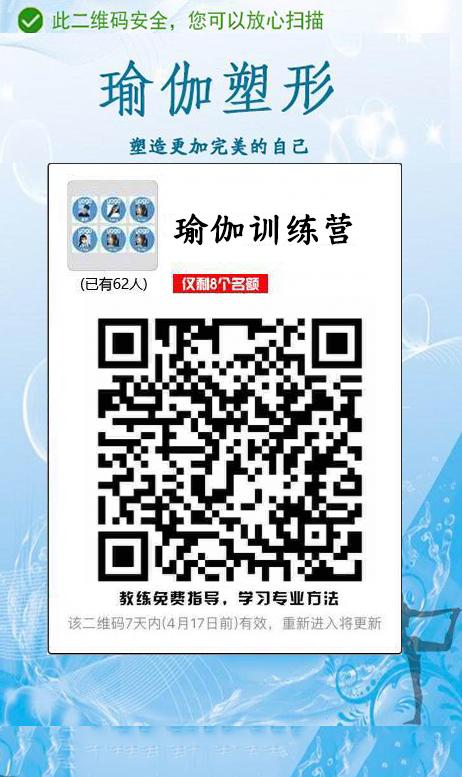 此二维码安全，您可以放心扫描
瑜伽塑形
塑造更加完美的自己
瑜伽训练营
(已有62人)
仅剩8个名额
教练免费指导，学习专业方法
该二维码7天内(4月17日前)有效，重新进入将更新